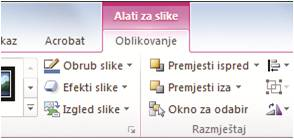 Alati za slike
kaz Acrobat Oblikovanje
Obrub slike Premjesti ispred
Efekti slike Premjesti iza
Izgled slike Okno za odabir
Razmještaj